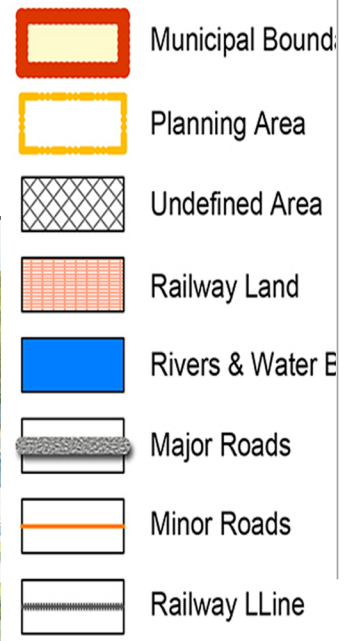 Municipal Bound
Planning Area
Undefined Area
Railway Land
Rivers & Water B
Major Roads
Minor Roads
Railway LLine